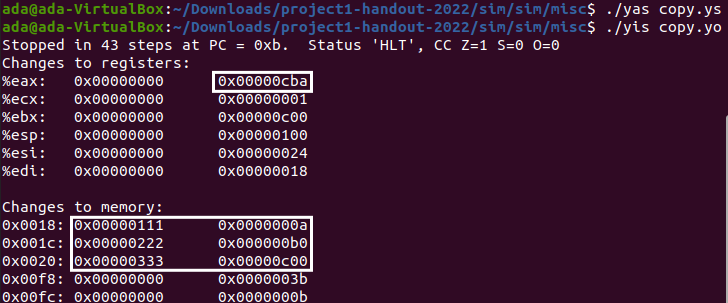 ada@ada-VirtualBox:~/Downloads/project1-handout-2022/sim/sim/misc$ ./yas copy.ys
ada@ada-VirtualBox:~/Downloads/project1-handout-2022/sim/sim/misc$ ./yis copy.yo
Stopped in 43 steps at PC = 0xb.  Status 'HLT', CC Z=1 S=0 O=0
Changes to registers:
%eax:   0x00000000      0x00000cba
%ecx:   0x00000000      0x00000001
%ebx:   0x00000000      0x00000c00
%esp:   0x00000000      0x00000100
%esi:   0x00000000      0x00000024
%edi:   0x00000000      0x00000018
Changes to memory:
0x0018: 0x00000111      0x0000000a
0x001c: 0x00000222      0x000000b0
0x0020: 0x00000333      0x00000c00
0x00f8: 0x00000000      0x0000003b
0x00fc: 0x00000000      0x0000000b